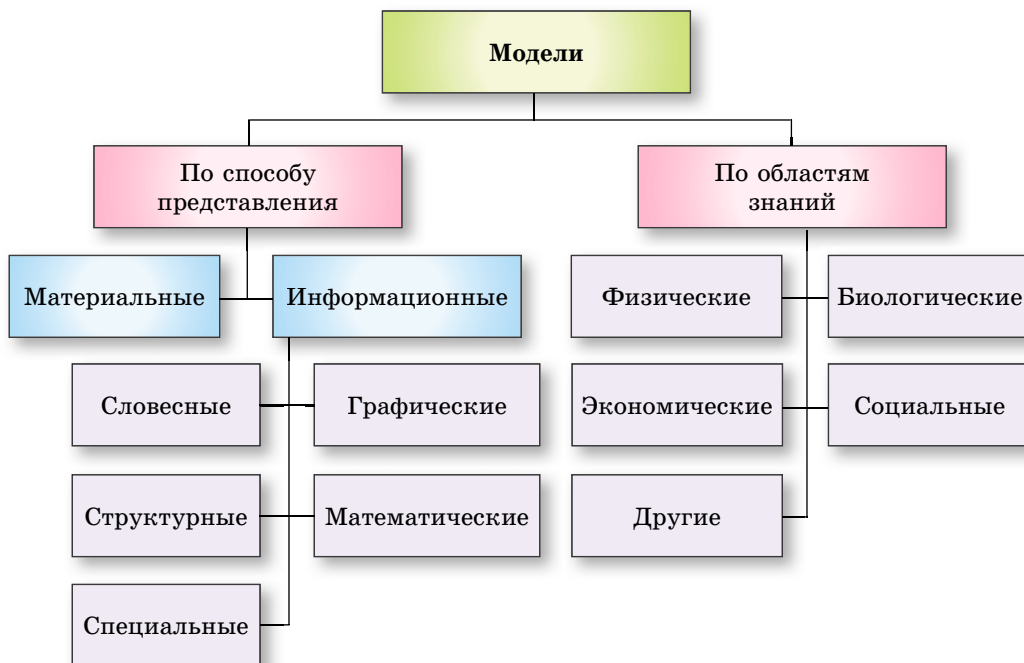 Модели
По способу
представления
По областям
знаний
Материальные
Информационные
Физические
Биологические
Словесные
Графические
Экономические
Социальные
Структурные
Математические
Другие
Специальные